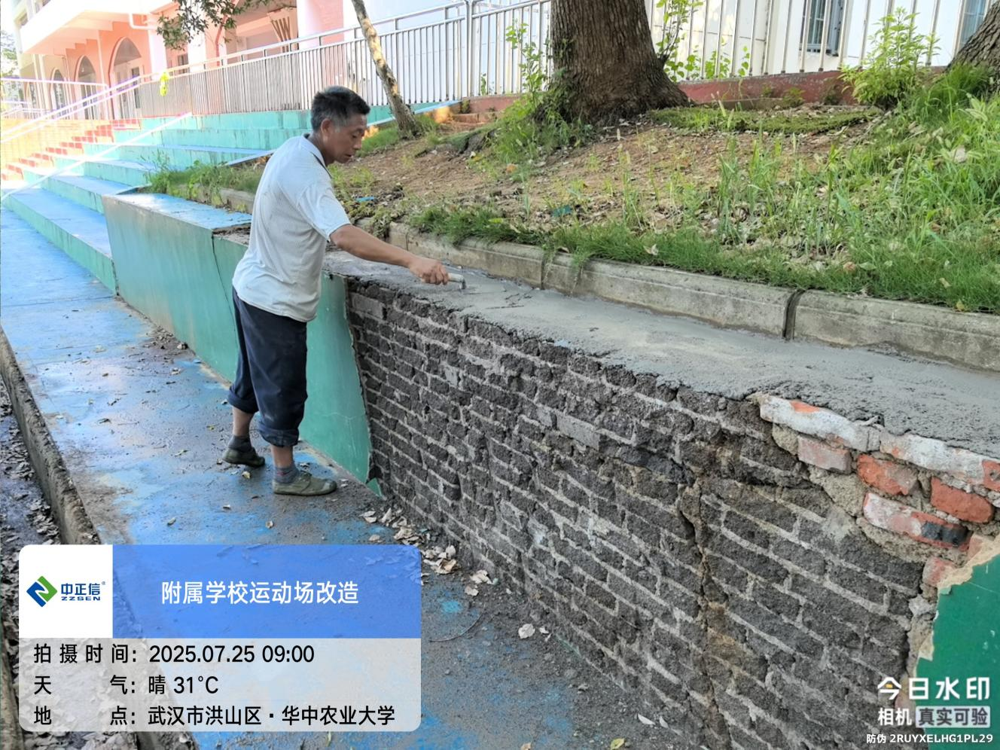 中正信®
ZZSEN
附属学校运动场改造
拍摄时间：2025.07.25 09:00
天气：晴 31°C
地点：武汉市洪山区·华中农业大学
今日水印
相机 真实可验
防伪 2RUYXELHG1PL29